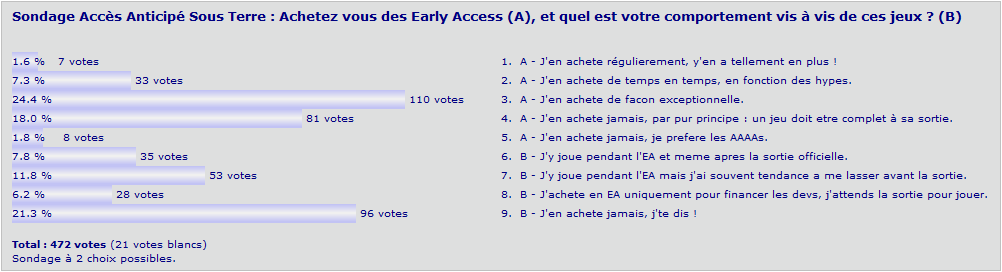 Sondage Accès Anticipé Sous Terre : Achetez vous des Early Access (A), et quel est votre comportement vis à vis de ces jeux ? (B)
1.6 % 7 votes 1. A - J'en achete régulierement, y'en a tellement en plus !
7.3 % 33 votes 2. A - J'en achete de temps en temps, en fonction des hypes.
24.4 % 110 votes 3. A - J'en achete de facon exceptionnelle.
18.0 % 81 votes 4. A - J'en achete jamais, par pur principe : un jeu doit etre complet à sa sortie.
1.8 % 8 votes 5. A - J'en achete jamais, je prefere les AAAAs.
7.8 % 35 votes 6. B - J'y joue pendant l'EA et meme apres la sortie officielle.
11.8 % 53 votes 7. B - J'y joue pendant l'EA mais j'ai souvent tendance a me lasser avant la sortie.
6.2 % 28 votes 8. B - J'achete en EA uniquement pour financer les devs, j'attends la sortie pour jouer.
21.3 % 96 votes 9. B - J'en achete jamais, j'te dis !
Total : 472 votes (21 votes blancs)
Sondage à 2 choix possibles.